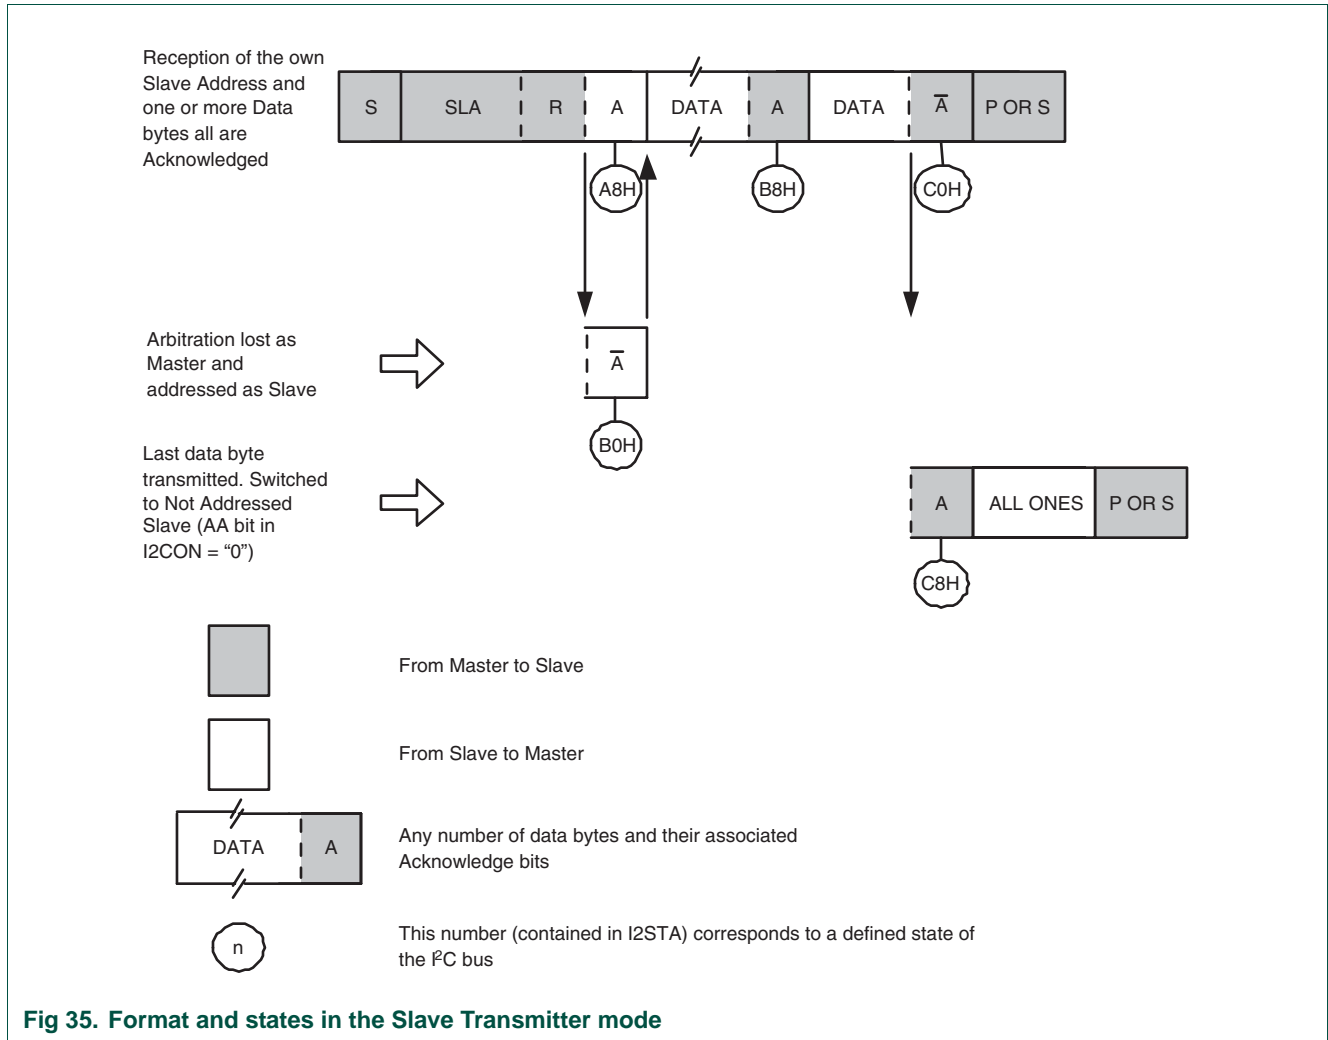 Reception of the own
Slave Address and
one or more Data
bytes all are
Acknowledged
S SLA R A DATA A DATA A̅ P OR S
A8H B8H C0H
Arbitration lost as
Master and
addressed as Slave
A̅
B0H
Last data byte
transmitted. Switched
to Not Addressed
Slave (AA bit in
I2CON = “0”)
A ALL ONES P OR S
C8H
From Master to Slave
From Slave to Master
DATA A
Any number of data bytes and their associated
Acknowledge bits
n
This number (contained in I2STA) corresponds to a defined state of
the I²C bus
Fig 35. Format and states in the Slave Transmitter mode